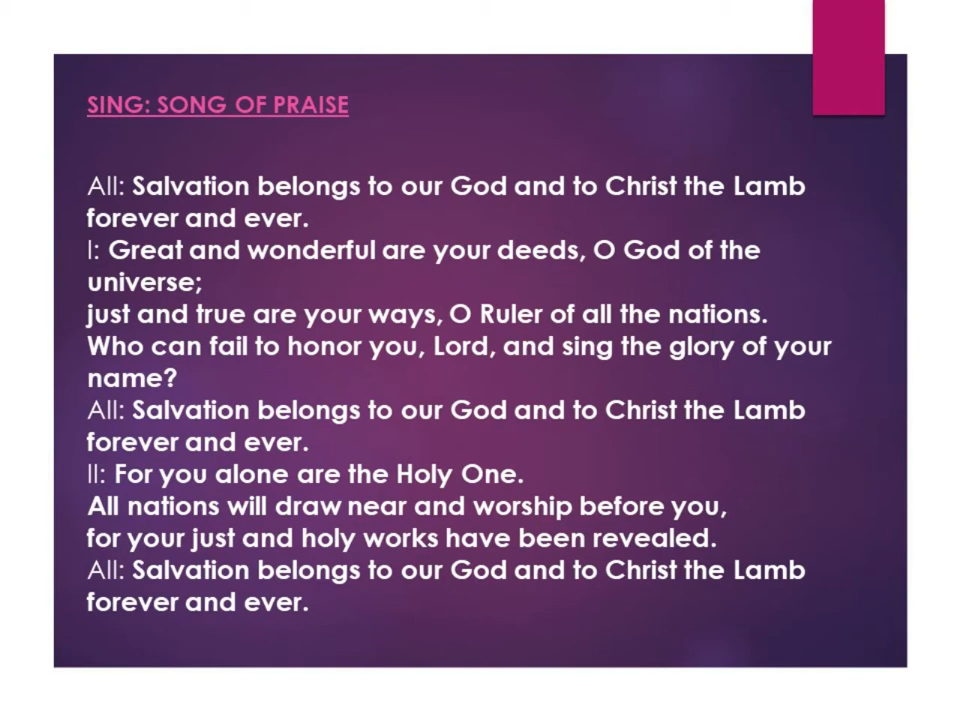 SING: SONG OF PRAISE
All: Salvation belongs to our God and to Christ the Lamb
forever and ever.
I: Great and wonderful are your deeds, O God of the
universe;
just and true are your ways, O Ruler of all the nations.
Who can fail to honor you, Lord, and sing the glory of your
name?
All: Salvation belongs to our God and to Christ the Lamb
forever and ever.
II: For you alone are the Holy One.
All nations will draw near and worship before you,
for your just and holy works have been revealed.
All: Salvation belongs to our God and to Christ the Lamb
forever and ever.